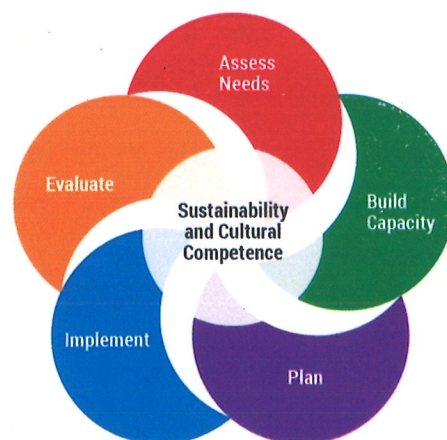 Assess
Needs
Build
Capacity
Plan
Implement
Evaluate
Sustainability
and Cultural
Competence